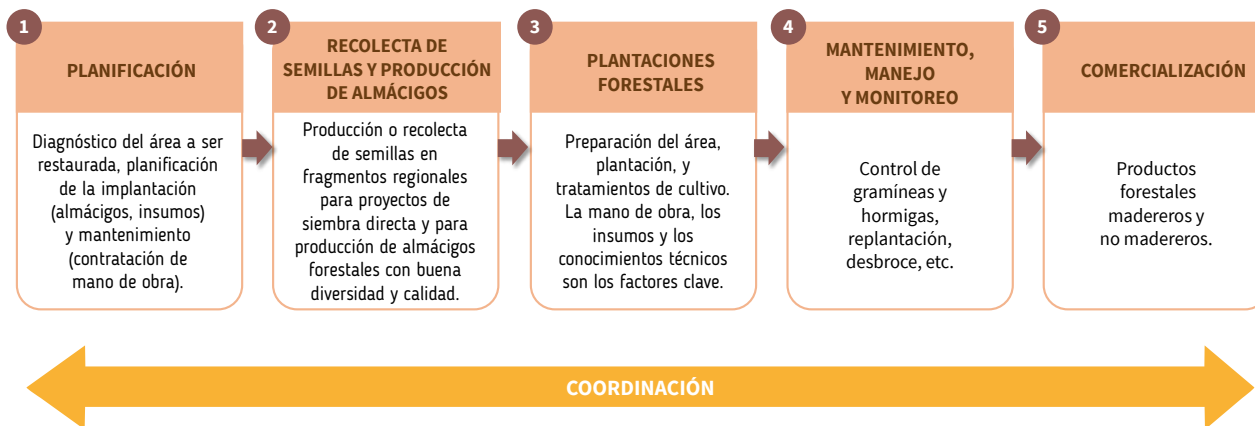 1
PLANIFICACIÓN
Diagnóstico del área a ser
restaurada, planificación
de la implantación
(almácigos, insumos)
y mantenimiento
(contratación de
mano de obra).
2
RECOLECTA DE
SEMILLAS Y PRODUCCIÓN
DE ALMÁCIGOS
Producción o recolecta
de semillas en
fragmentos regionales
para proyectos de
siembra directa y para
producción de almácigos
forestales con buena
diversidad y calidad.
3
PLANTACIONES
FORESTALES
Preparación del área,
plantación, y
tratamientos de cultivo.
La mano de obra, los
insumos y los
conocimientos técnicos
son los factores clave.
4
MANTENIMIENTO,
MANEJO
Y MONITOREO
Control de
gramíneas y
hormigas,
replantación,
desbroce, etc.
5
COMERCIALIZACIÓN
Productos
forestales
madereros y
no madereros.
COORDINACIÓN